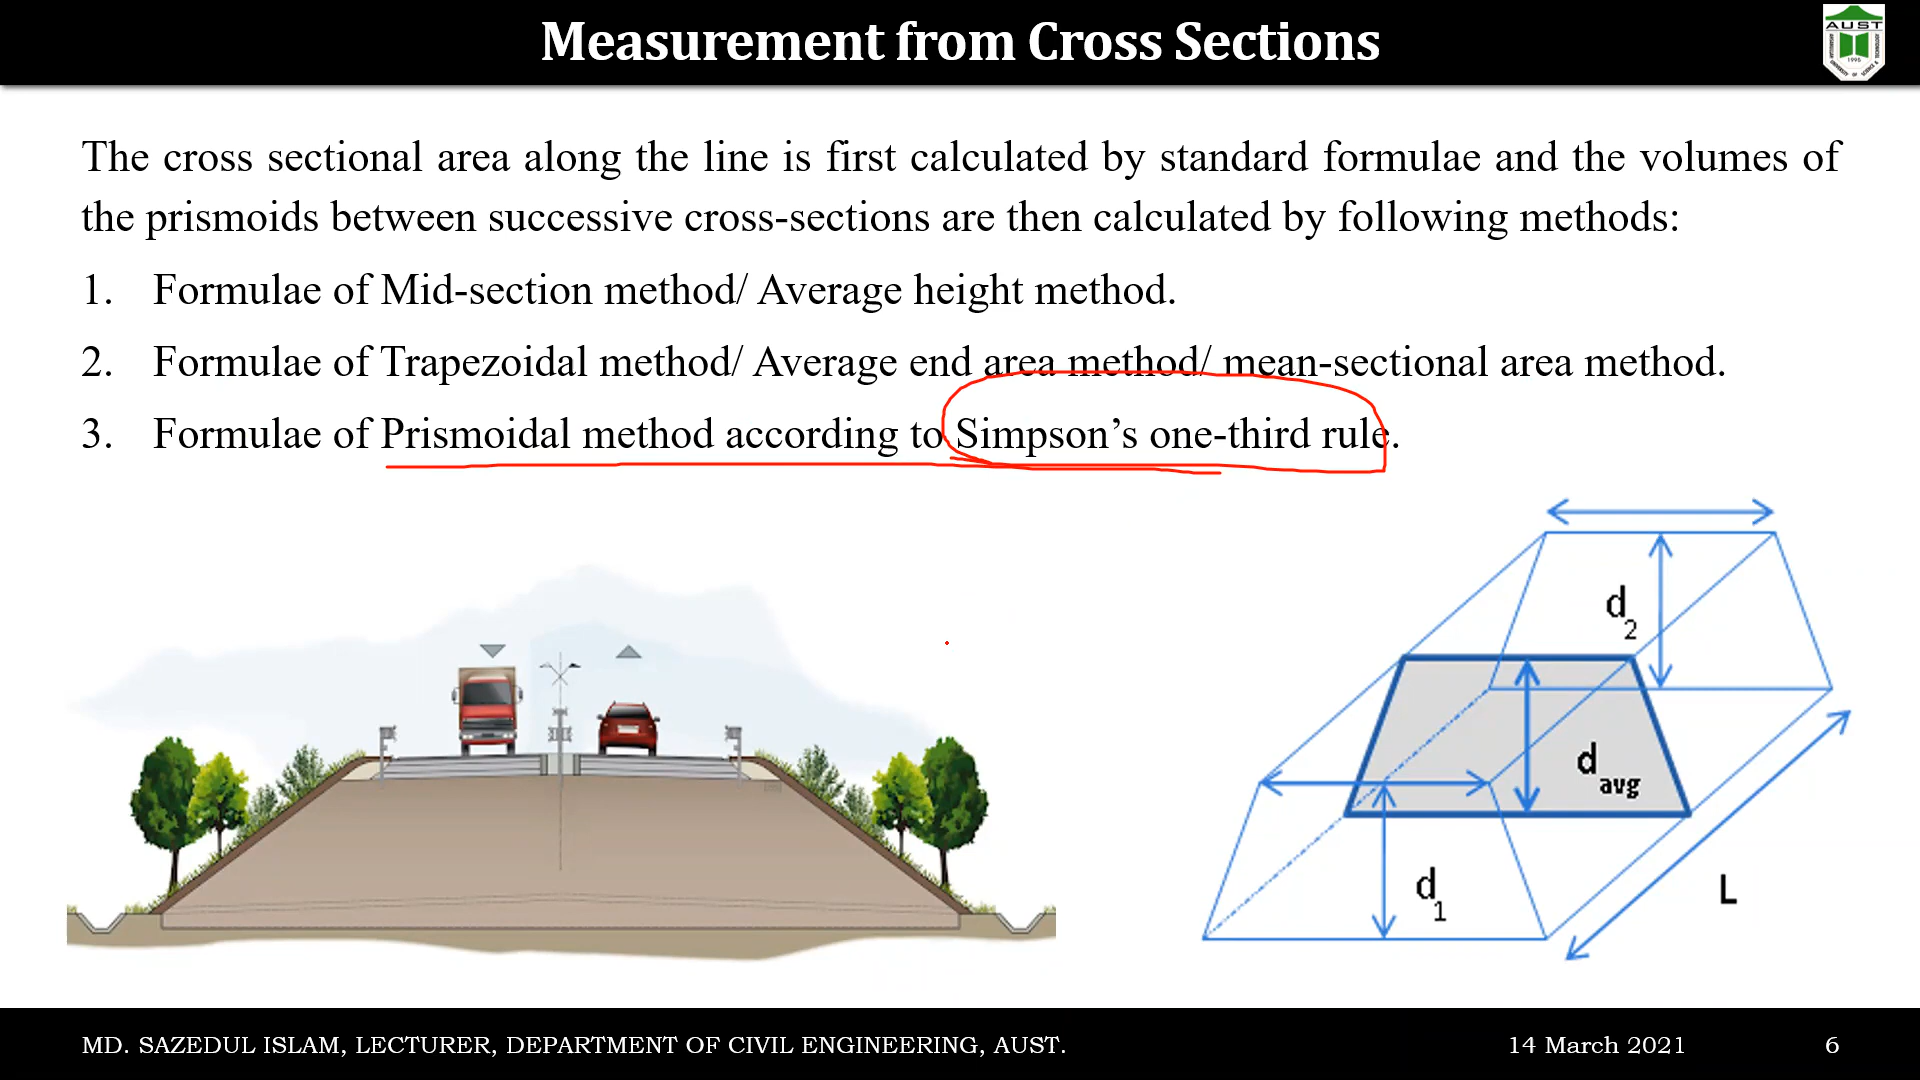 Measurement from Cross Sections
AUST
1995
The cross sectional area along the line is first calculated by standard formulae and the volumes of
the prismoids between successive cross-sections are then calculated by following methods:
1. Formulae of Mid-section method/ Average height method.
2. Formulae of Trapezoidal method/ Average end area method/ mean-sectional area method.
3. Formulae of Prismoidal method according to Simpson’s one-third rule.
d2
davg
d1
L
MD. SAZEDUL ISLAM, LECTURER, DEPARTMENT OF CIVIL ENGINEERING, AUST.
14 March 2021
6